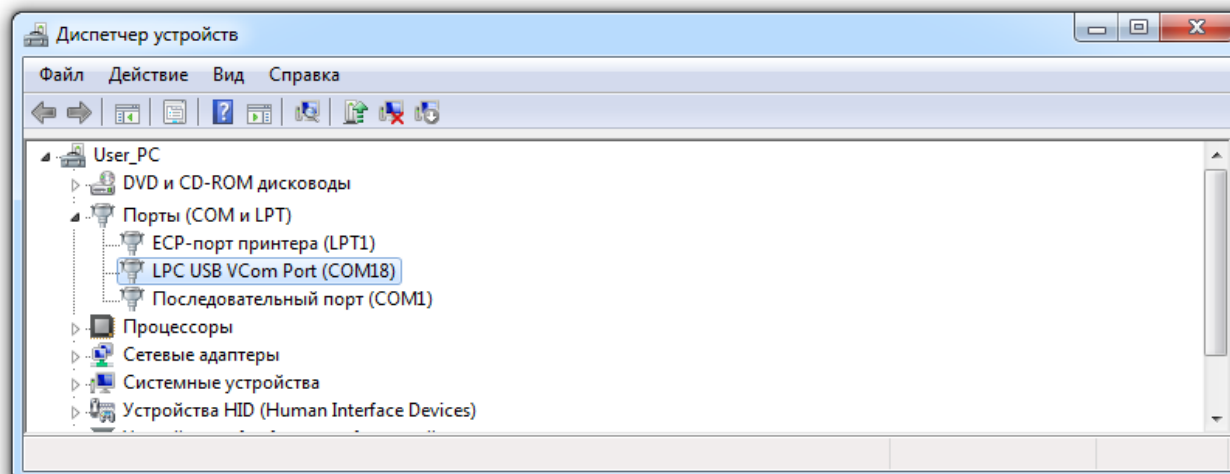 Диспетчер устройств
Файл Действие Вид Справка
User_PC
DVD и CD-ROM дисководы
Порты (COM и LPT)
ECP-порт принтера (LPT1)
LPC USB VCom Port (COM18)
Последовательный порт (COM1)
Процессоры
Сетевые адаптеры
Системные устройства
Устройства HID (Human Interface Devices)